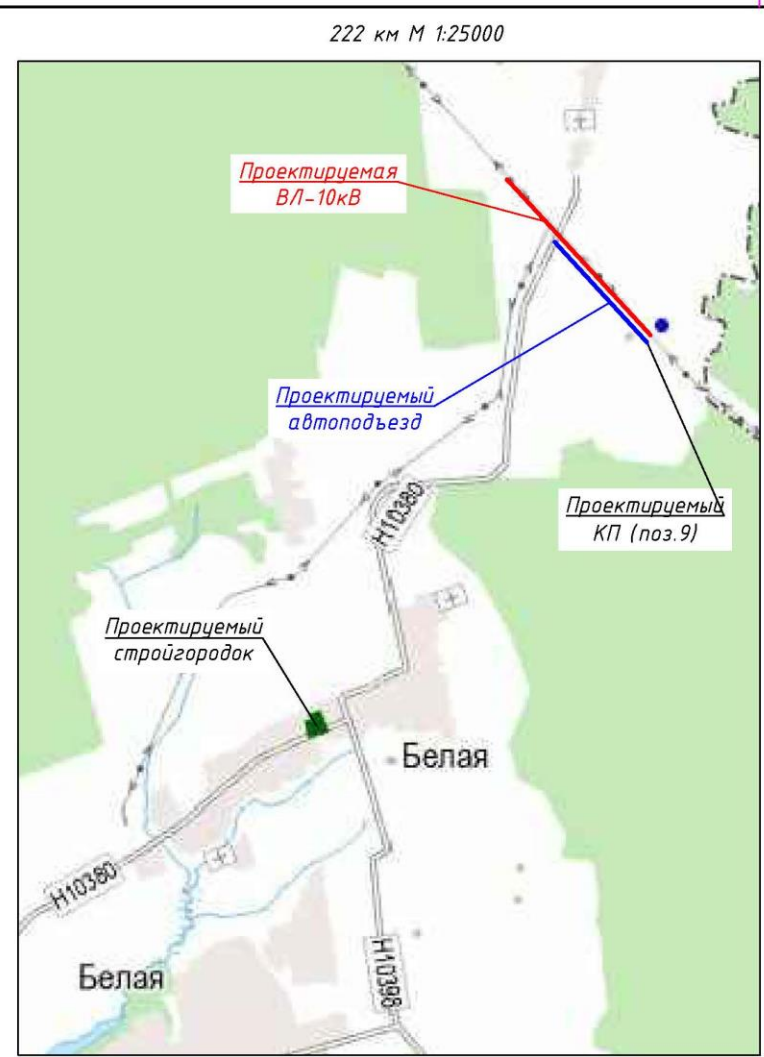 222 км М 1:25000
Проектируемая
ВЛ-10кВ
Проектируемый
автоподъезд
Проектируемый
КП (поз.9)
Н10380
Проектируемый
стройгородок
Белая
Н10380
Белая
Н10398